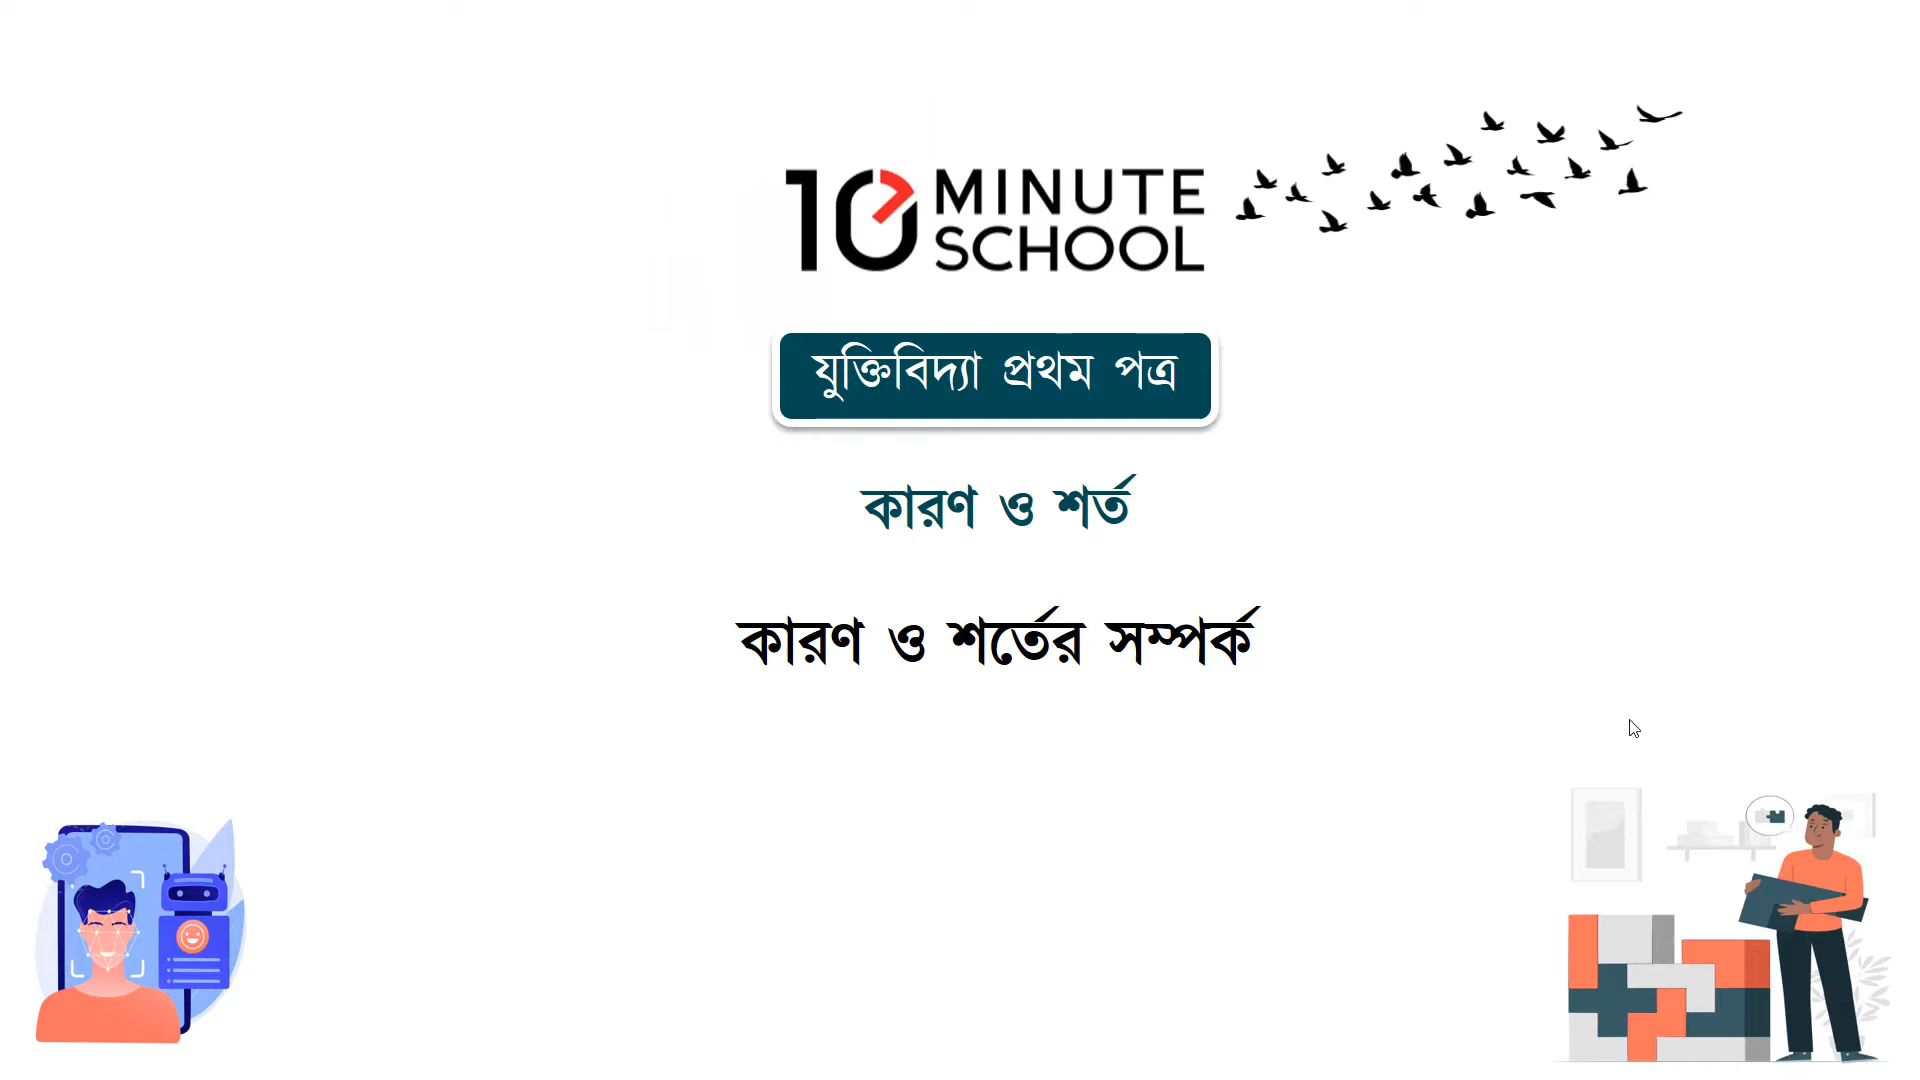 10 MINUTE
SCHOOL
যুক্তিবিদ্যা প্রথম পত্র
কারণ ও শর্ত
কারণ ও শর্তের সম্পর্ক